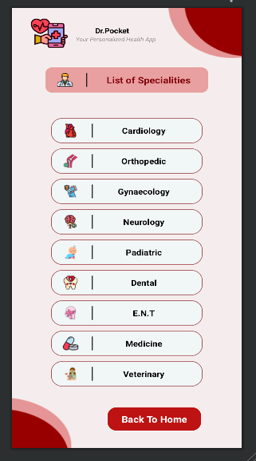 Dr.Pocket
Your Personalized Health App
List of Specialities
Cardiology
Orthopedic
Gynaecology
Neurology
Padiatric
Dental
E.N.T
Medicine
Veterinary
Back To Home